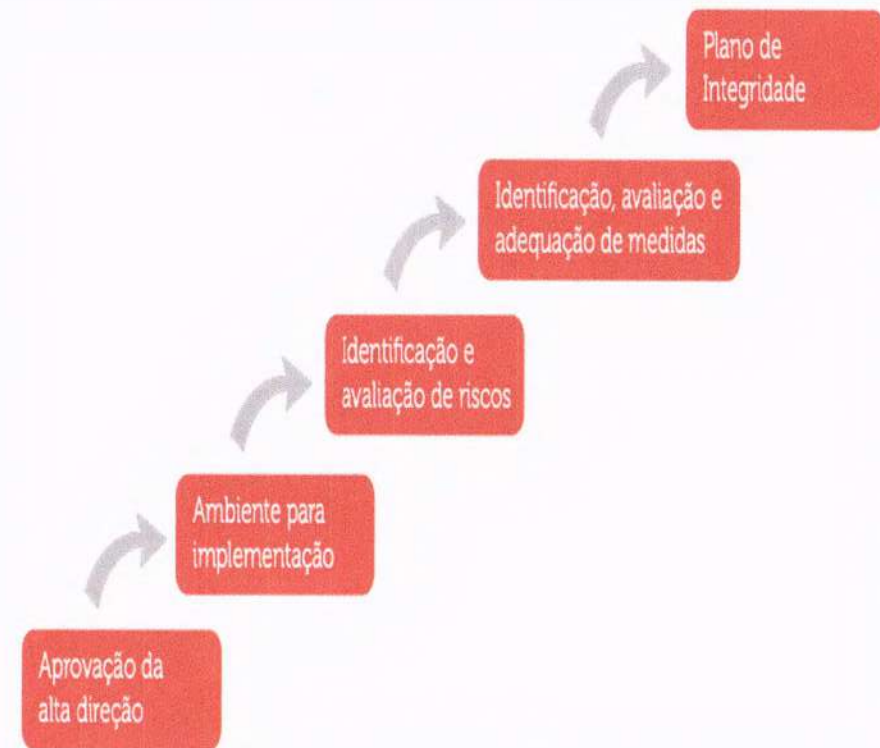 Plano de
Integridade
Identificação, avaliação e
adequação de medidas
Identificação e
avaliação de riscos
Ambiente para
implementação
Aprovação da
alta direção